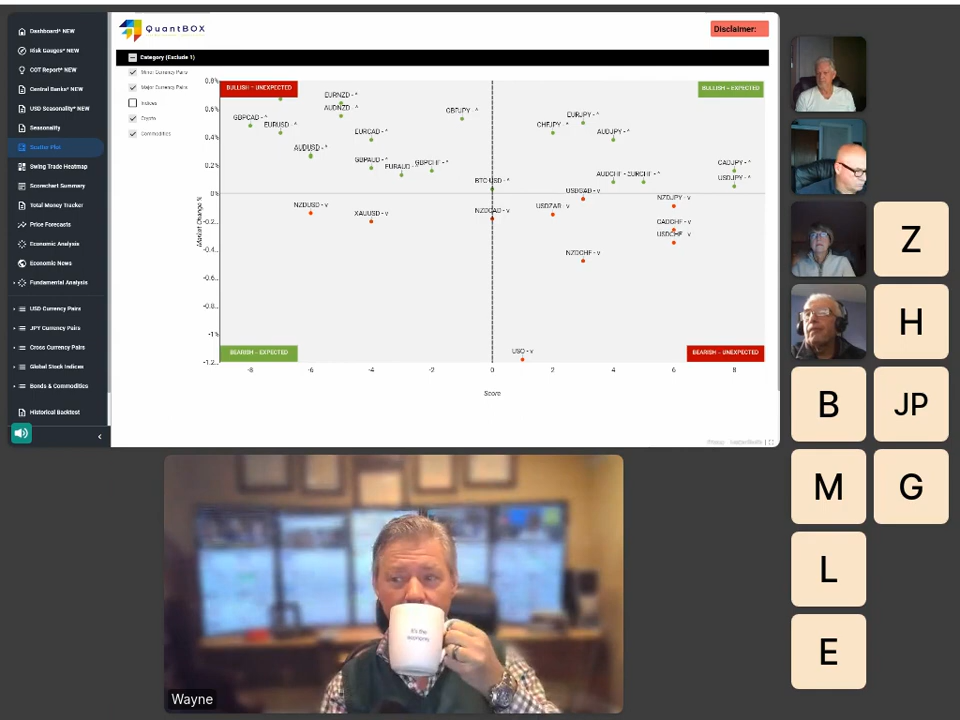 QuantBOX
Disclaimer:
Dashboard* NEW
Risk Gauges* NEW
COT Report* NEW
Central Banks* NEW
USD Seasonality* NEW
Seasonality
Scatter Plot
Swing Trade Heatmap
Scorechart Summary
Total Money Tracker
Price Forecasts
Economic Analysis
Economic News
Fundamental Analysis
USD Currency Pairs
JPY Currency Pairs
Cross Currency Pairs
Global Stock Indices
Bonds & Commodities
Historical Backtest
Category (Exclude 1)
Minor Currency Pairs
Major Currency Pairs
Indices
Crypto
Commodities
BULLISH - UNEXPECTED
BULLISH - EXPECTED
BEARISH - EXPECTED
BEARISH - UNEXPECTED
Market Change %
0.8%
0.6%
0.4%
0.2%
0%
-0.2...
-0.4...
-0.6...
-0.8...
-1%
-1.2...
EURNZD - ^
AUDNZD - ^
GBPCAD - ^
EURUSD - ^
EURCAD - ^
AUDUSD - ^
GBPAUD - ^
EURAUD - ^
GBPCHF - ^
GBPJPY - ^
CHFJPY - ^
EURJPY - ^
AUDJPY - ^
CADJPY - ^
USDJPY - ^
AUDCHF - ^
EURCHF - ^
BTCUSD - ^
USDCAD - v
NZDJPY - v
NZDUSD - v
XAUUSD - v
NZDCAD - v
USDZAR - v
CADCHF - v
USDCHF - v
NZDCHF - v
USO - v
-8
-6
-4
-2
0
2
4
6
8
Score
Z
H
B
JP
M
G
L
E
It's the
economy
Wayne